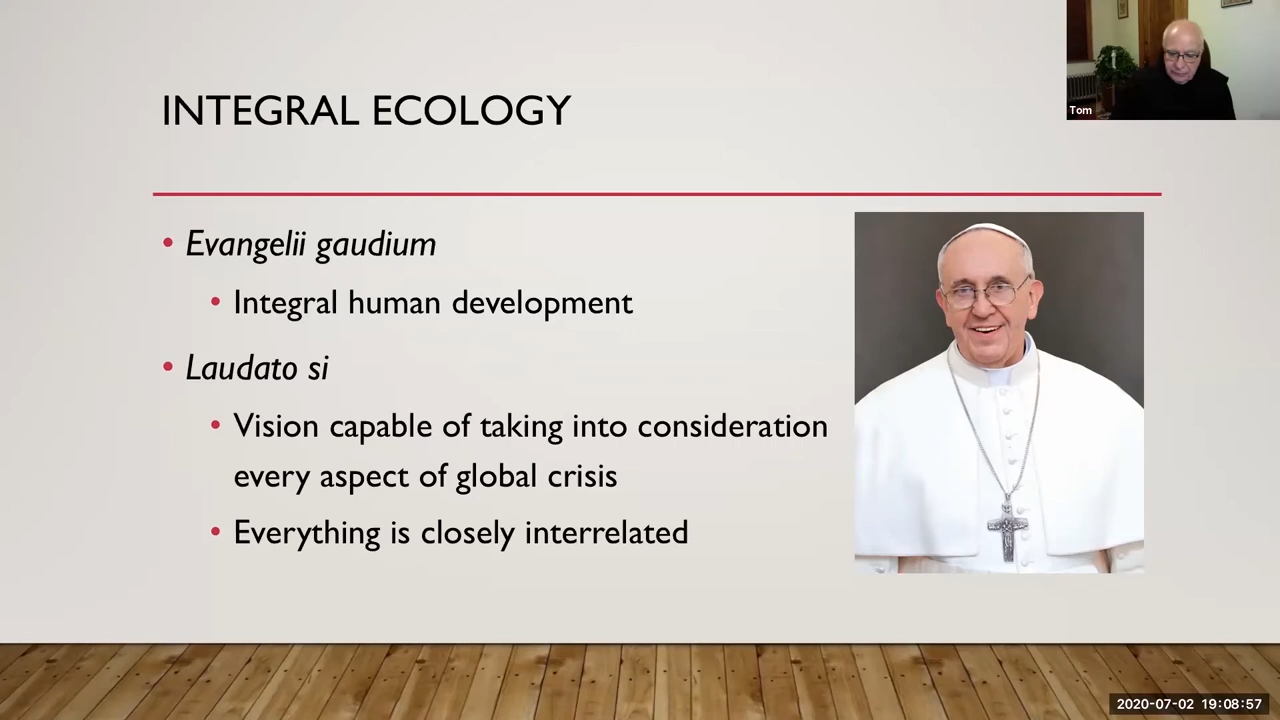 INTEGRAL ECOLOGY
Tom
• Evangelii gaudium
• Integral human development
• Laudato si
• Vision capable of taking into consideration
every aspect of global crisis
• Everything is closely interrelated
2020-07-02 19:08:57